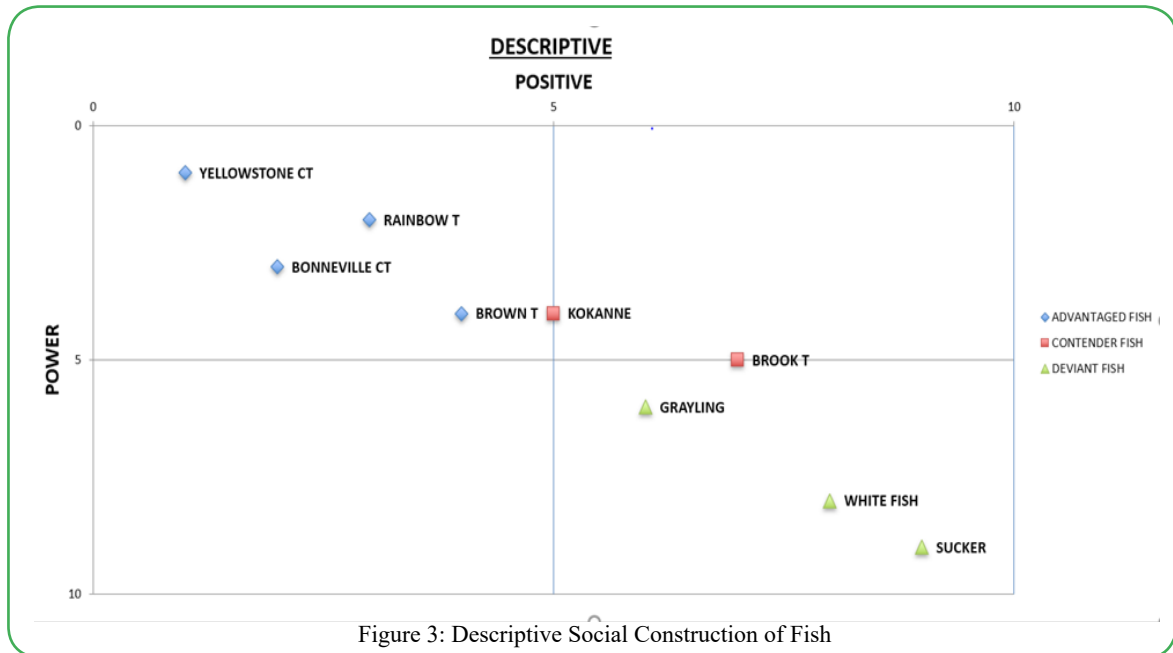 DESCRIPTIVE
POSITIVE
0 5 10
0
YELLOWSTONE CT
RAINBOW T
BONNEVILLE CT
BROWN T KOKANNE
ADVANTAGED FISH
CONTENDER FISH
POWER
5
BROOK T
DEVIANT FISH
GRAYLING
WHITE FISH
SUCKER
10
Figure 3: Descriptive Social Construction of Fish